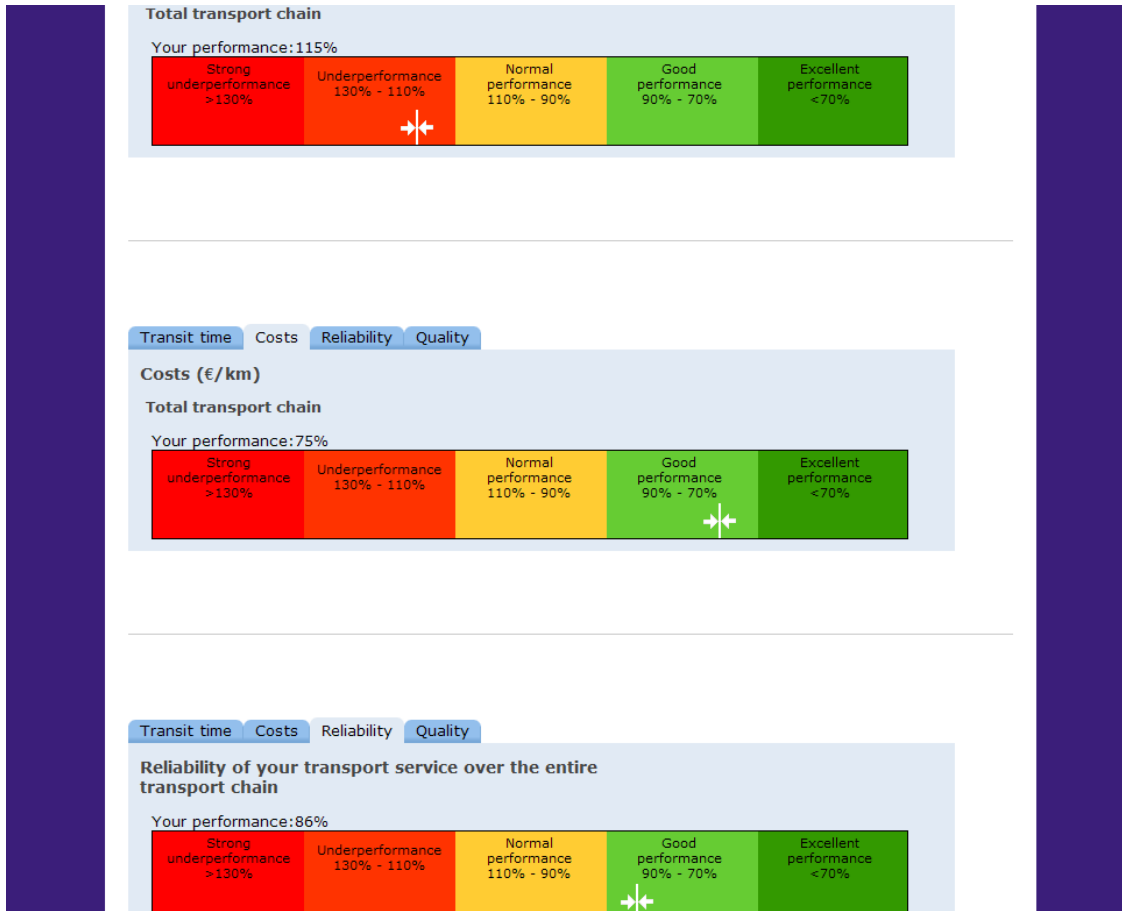 Total transport chain
Your performance:115%
Strong underperformance >130%
Underperformance 130% - 110%
Normal performance 110% - 90%
Good performance 90% - 70%
Excellent performance <70%
Transit time Costs Reliability Quality
Costs (€/km)
Total transport chain
Your performance:75%
Strong underperformance >130%
Underperformance 130% - 110%
Normal performance 110% - 90%
Good performance 90% - 70%
Excellent performance <70%
Transit time Costs Reliability Quality
Reliability of your transport service over the entire
transport chain
Your performance:86%
Strong underperformance >130%
Underperformance 130% - 110%
Normal performance 110% - 90%
Good performance 90% - 70%
Excellent performance <70%